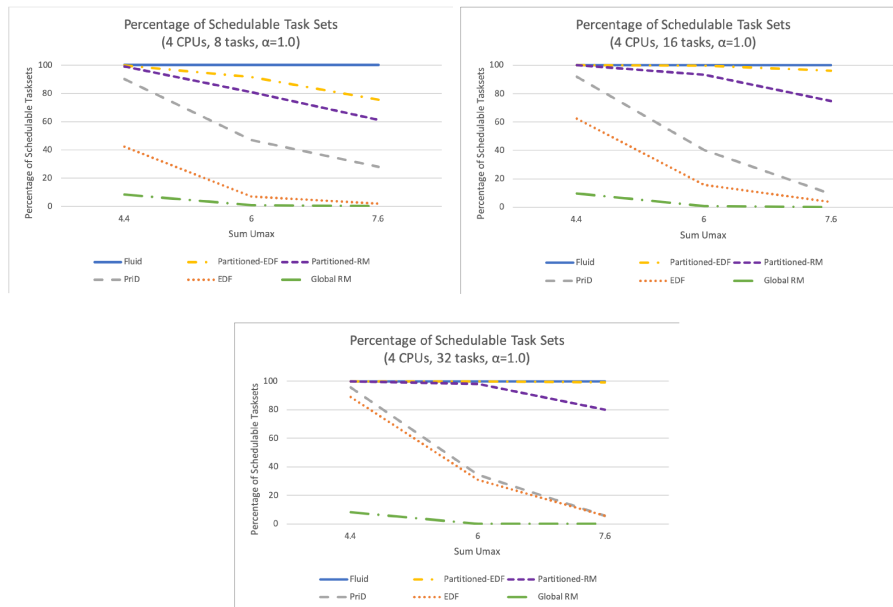 Percentage of Schedulable Task Sets
(4 CPUs, 8 tasks, α=1.0)
Percentage of Schedulable Tasksets
100
80
60
40
20
0
4.4
6
7.6
Sum Umax
Fluid
Partitioned-EDF
Partitioned-RM
PriD
EDF
Global RM
Percentage of Schedulable Task Sets
(4 CPUs, 16 tasks, α=1.0)
Percentage of Schedulable Tasksets
100
80
60
40
20
0
4.4
6
7.6
Sum Umax
Fluid
Partitioned-EDF
Partitioned-RM
PriD
EDF
Global RM
Percentage of Schedulable Task Sets
(4 CPUs, 32 tasks, α=1.0)
Percentage of Schedulable Tasksets
100
80
60
40
20
0
4.4
6
7.6
Sum Umax
Fluid
Partitioned-EDF
Partitioned-RM
PriD
EDF
Global RM